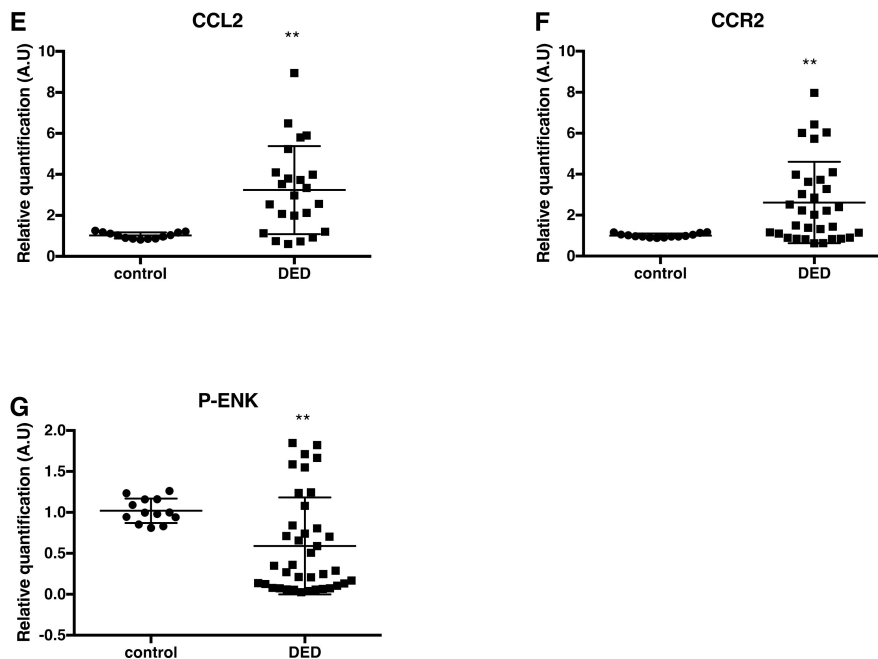 E
CCL2
**
Relative quantification (A.U)
10
8
6
4
2
0
control
DED
F
CCR2
**
Relative quantification (A.U)
10
8
6
4
2
0
control
DED
G
P-ENK
**
Relative quantification (A.U)
2.0
1.5
1.0
0.5
0.0
-0.5
control
DED